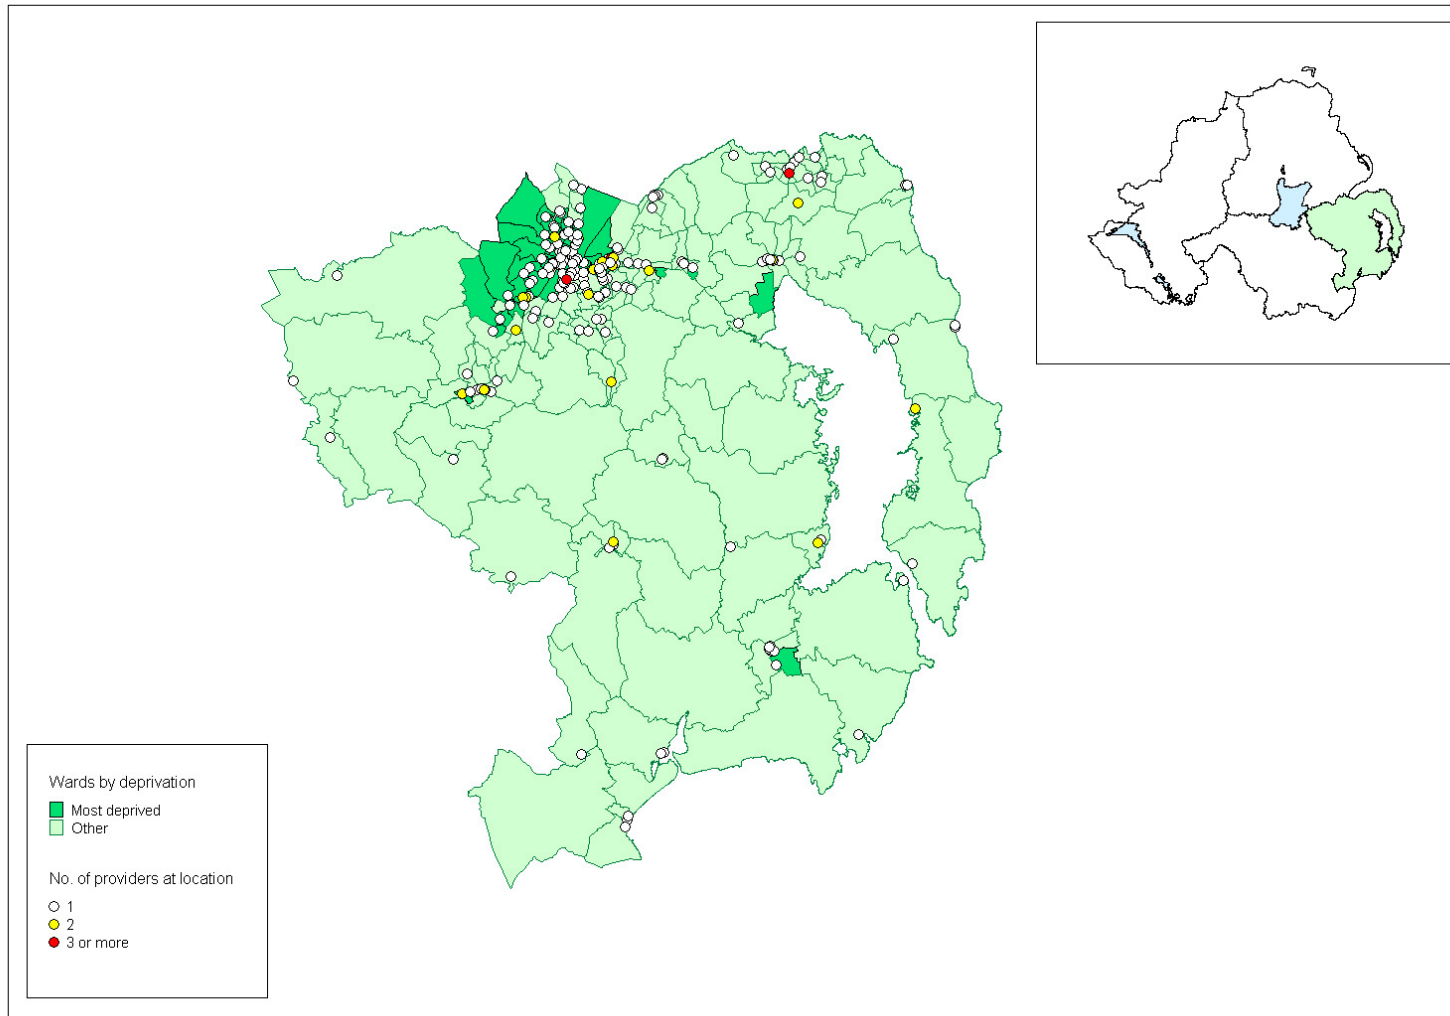 Wards by deprivation
Most deprived
Other
No. of providers at location
1
2
3 or more